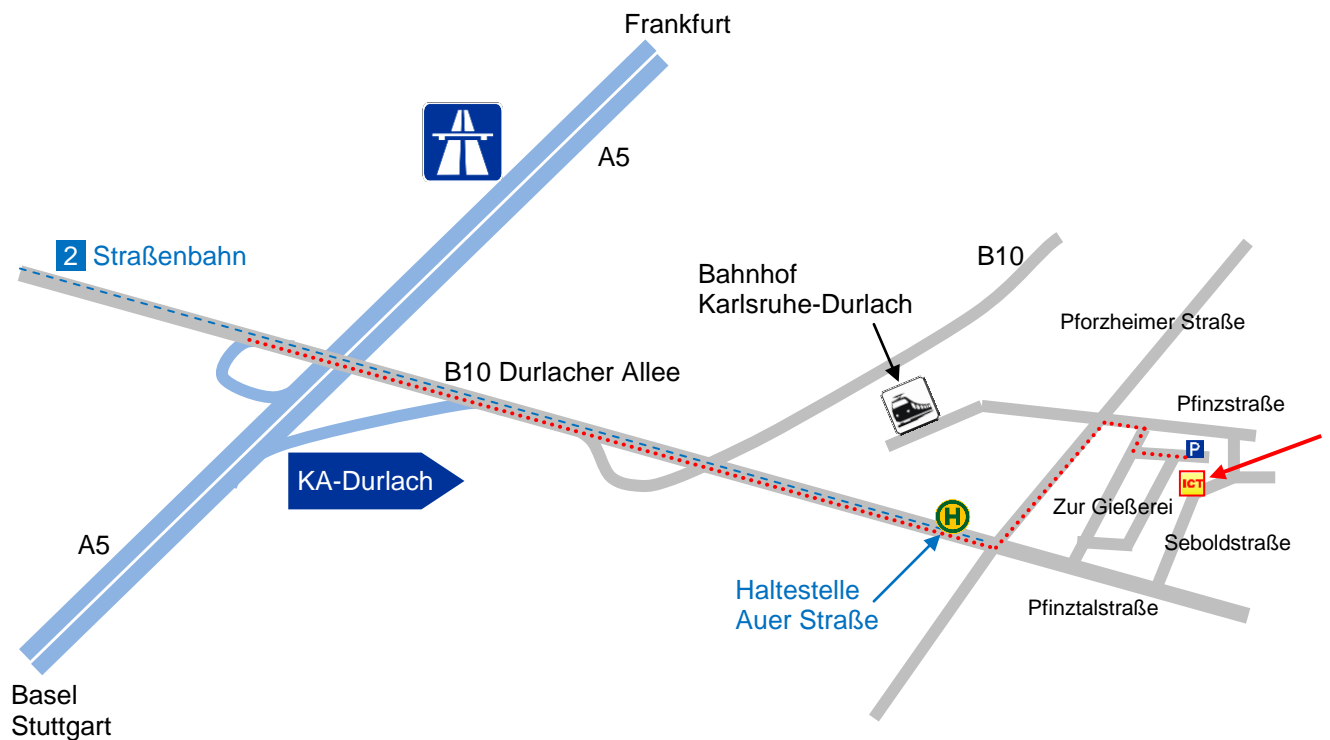 Frankfurt
A5
2 Straßenbahn
B10
Bahnhof
Karlsruhe-Durlach
Pforzheimer Straße
B10 Durlacher Allee
Pfinzstraße
P
KA-Durlach
ICT
Zur Gießerei
H
A5
Seboldstraße
Haltestelle
Auer Straße
Pfinztalstraße
Basel
Stuttgart